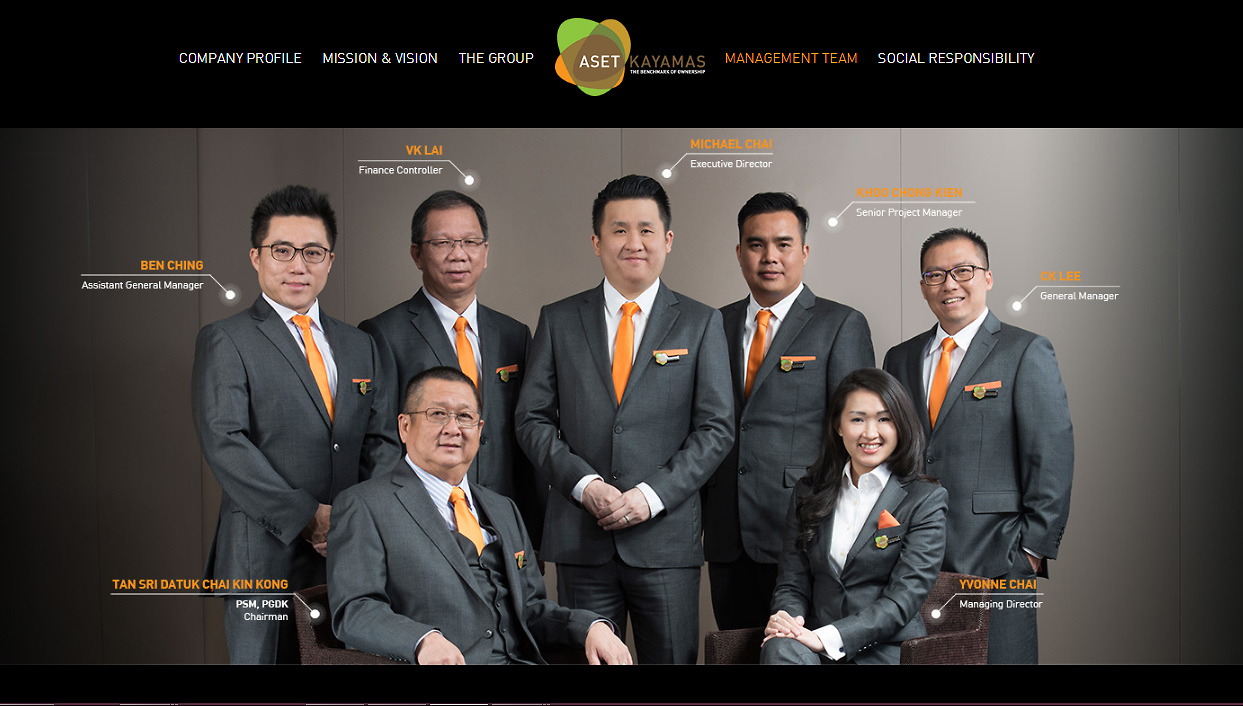 COMPANY PROFILE
MISSION & VISION
THE GROUP
ASET KAYAMAS
THE BENCHMARK OF OWNERSHIP
MANAGEMENT TEAM
SOCIAL RESPONSIBILITY
VK LAI
Finance Controller
MICHAEL CHAI
Executive Director
KHOO CHONG KIEN
Senior Project Manager
BEN CHING
Assistant General Manager
CK LEE
General Manager
TAN SRI DATUK CHAI KIN KONG
PSM, PGDK
Chairman
YVONNE CHAI
Managing Director